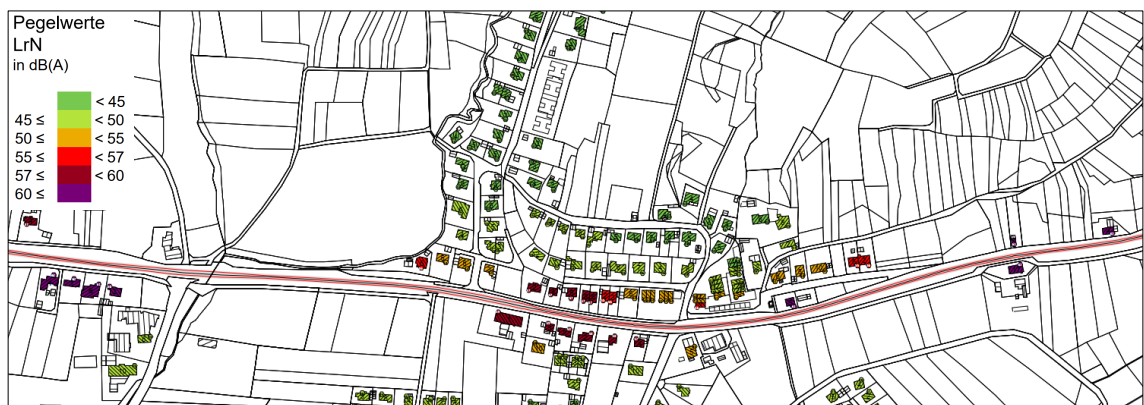 Pegelwerte
LrN
in dB(A)
< 45
45 ≤ < 50
50 ≤ < 55
55 ≤ < 57
57 ≤ < 60
60 ≤